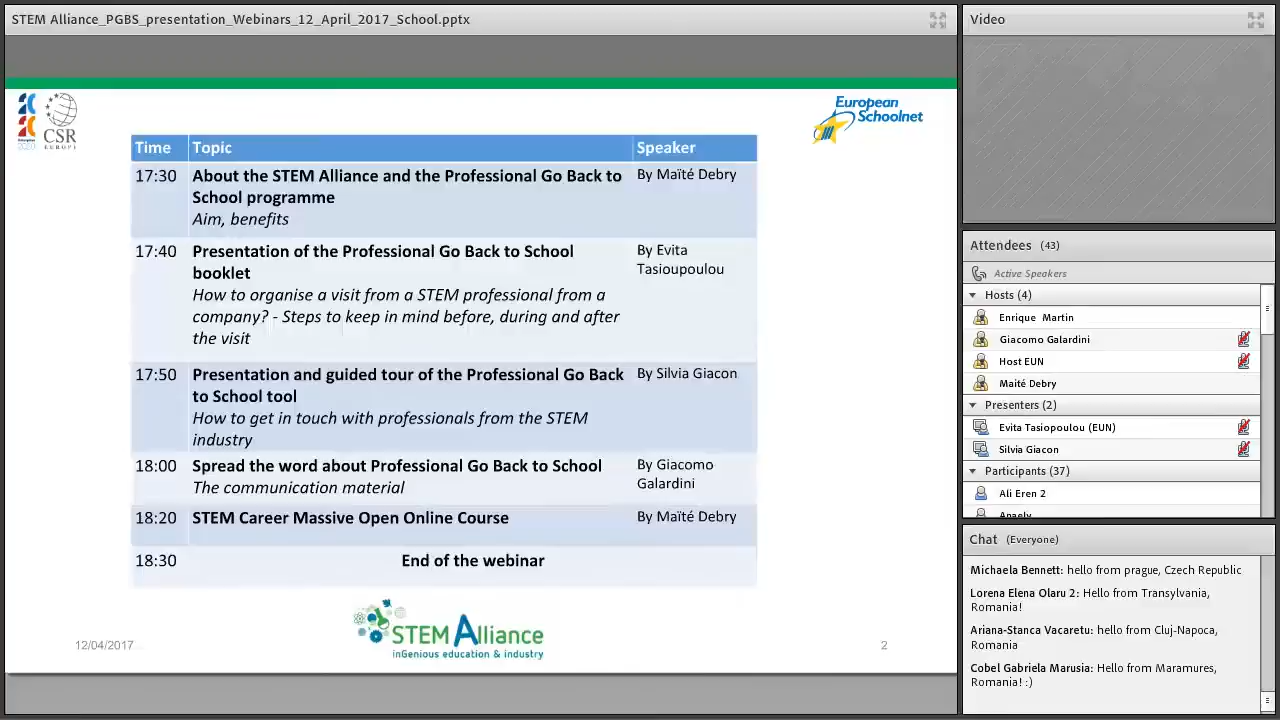 STEM Alliance_PGBS_presentation_Webinars_12_April_2017_School.pptx
CSR
EUROPE
European
Schoolnet
Time Topic Speaker
17:30 About the STEM Alliance and the Professional Go Back to By Maïté Debry
School programme
Aim, benefits
17:40 Presentation of the Professional Go Back to School By Evita
booklet Tasioupoulou
How to organise a visit from a STEM professional from a
company? - Steps to keep in mind before, during and after
the visit
17:50 Presentation and guided tour of the Professional Go Back By Silvia Giacon
to School tool
How to get in touch with professionals from the STEM
industry
18:00 Spread the word about Professional Go Back to School By Giacomo
The communication material Galardini
18:20 STEM Career Massive Open Online Course By Maïté Debry
18:30 End of the webinar
STEM Alliance
inGenious education & industry
12/04/2017
2
Video
Attendees (43)
Active Speakers
Hosts (4)
Enrique Martin
Giacomo Galardini
Host EUN
Maité Debry
Presenters (2)
Evita Tasiopoulou (EUN)
Silvia Giacon
Participants (37)
Ali Eren 2
Chat (Everyone)
Michaela Bennett: hello from prague, Czech Republic
Lorena Elena Olaru 2: Hello from Transylvania,
Romania!
Ariana-Stanca Vacaretu: hello from Cluj-Napoca,
Romania
Cobel Gabriela Marusia: Hello from Maramures,
Romania! :)